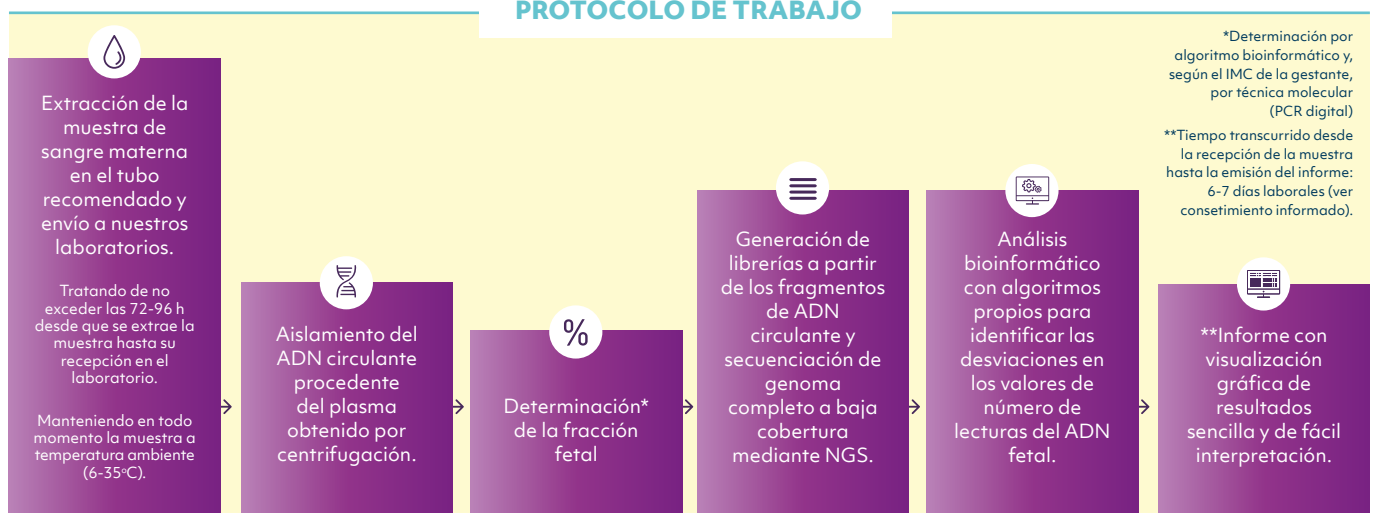 PROTOCOLO DE TRABAJO
Extracción de la
muestra de
sangre materna
en el tubo
recomendado y
envío a nuestros
laboratorios.
Tratando de no
exceder las 72-96 h
desde que se extrae la
muestra hasta su
recepción en el
laboratorio.
Manteniendo en todo
momento la muestra a
temperatura ambiente
(6-35ºC).
Aislamiento del
ADN circulante
procedente
del plasma
obtenido por
centrifugación.
%
Determinación*
de la fracción
fetal
Generación de
librerías a partir
de los fragmentos
de ADN
circulante y
secuenciación de
genoma
completo a baja
cobertura
mediante NGS.
Análisis
bioinformático
con algoritmos
propios para
identificar las
desviaciones en
los valores de
número de
lecturas del ADN
fetal.
*Determinación por
algoritmo bioinformático y,
según el IMC de la gestante,
por técnica molecular
(PCR digital)
**Tiempo transcurrido desde
la recepción de la muestra
hasta la emisión del informe:
6-7 días laborales (ver
consetimiento informado).
**Informe con
visualización
gráfica de
resultados
sencilla y de fácil
interpretación.